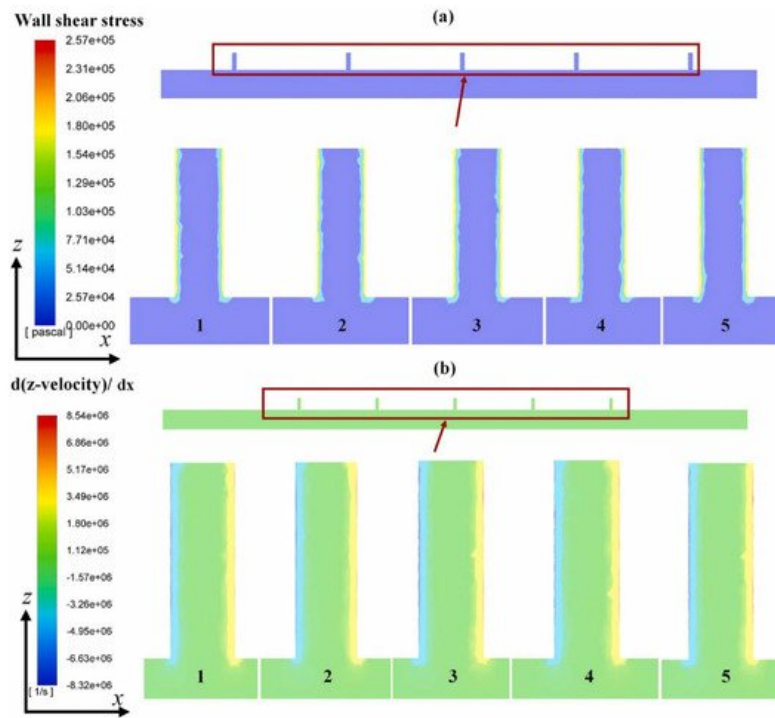 Wall shear stress
(a)
2.57e+05
2.31e+05
2.06e+05
1.80e+05
1.54e+05
1.29e+05
1.03e+05
7.71e+04
5.14e+04
2.57e+04
0.00e+00
[ pascal ]
z
x
1 2 3 4 5
(b)
d(z-velocity)/ dx
8.54e+06
6.86e+06
5.17e+06
3.49e+06
1.80e+06
1.12e+06
-1.57e+06
-3.26e+06
-4.95e+06
-6.63e+06
-8.32e+06
[ 1/s ]
z
x
1 2 3 4 5